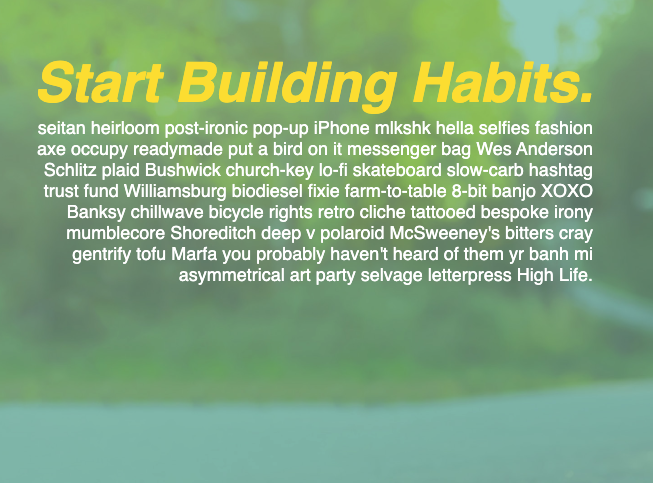 Start Building Habits.
seitan heirloom post-ironic pop-up iPhone mlkshk hella selfies fashion
axe occupy readymade put a bird on it messenger bag Wes Anderson
Schlitz plaid Bushwick church-key lo-fi skateboard slow-carb hashtag
trust fund Williamsburg biodiesel fixie farm-to-table 8-bit banjo XOXO
Banksy chillwave bicycle rights retro cliche tattooed bespoke irony
mumblecore Shoreditch deep v polaroid McSweeney's bitters cray
gentrify tofu Marfa you probably haven't heard of them yr banh mi
asymmetrical art party selvage letterpress High Life.